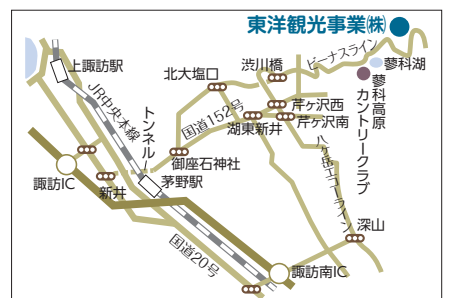 東洋観光事業㈱
ビーナスライン
蓼科湖
蓼科高原
カントリークラブ
渋川橋
北大塩口
上諏訪駅
JR中央本線
トンネル
国道152号
芹ヶ沢西
芹ヶ沢南
湖東新井
御座石神社
茅野駅
諏訪IC
新井
八ヶ岳エコーライン
深山
国道20号
諏訪南IC